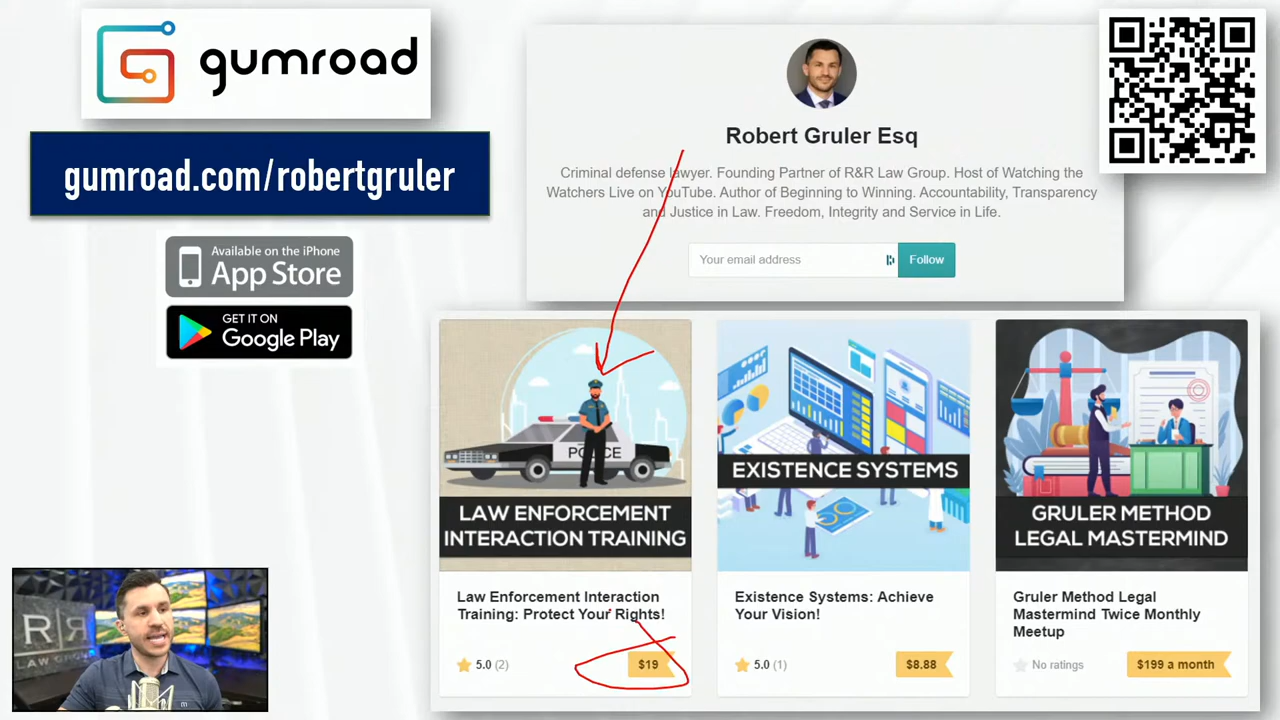 gumroad
gumroad.com/robertgruler
Available on the iPhone
App Store
GET IT ON
Google Play
Robert Gruler Esq
Criminal defense lawyer. Founding Partner of R&R Law Group. Host of Watching the
Watchers Live on YouTube. Author of Beginning to Winning. Accountability, Transparency
and Justice in Law. Freedom, Integrity and Service in Life.
Your email address
Follow
POLICE
LAW ENFORCEMENT
INTERACTION TRAINING
Law Enforcement Interaction
Training: Protect Your Rights!
5.0 (2)
$19
EXISTENCE SYSTEMS
Existence Systems: Achieve
Your Vision!
5.0 (1)
$8.88
GRULER METHOD
LEGAL MASTERMIND
Gruler Method Legal
Mastermind Twice Monthly
Meetup
No ratings
$199 a month
R|R
LAW GROUP